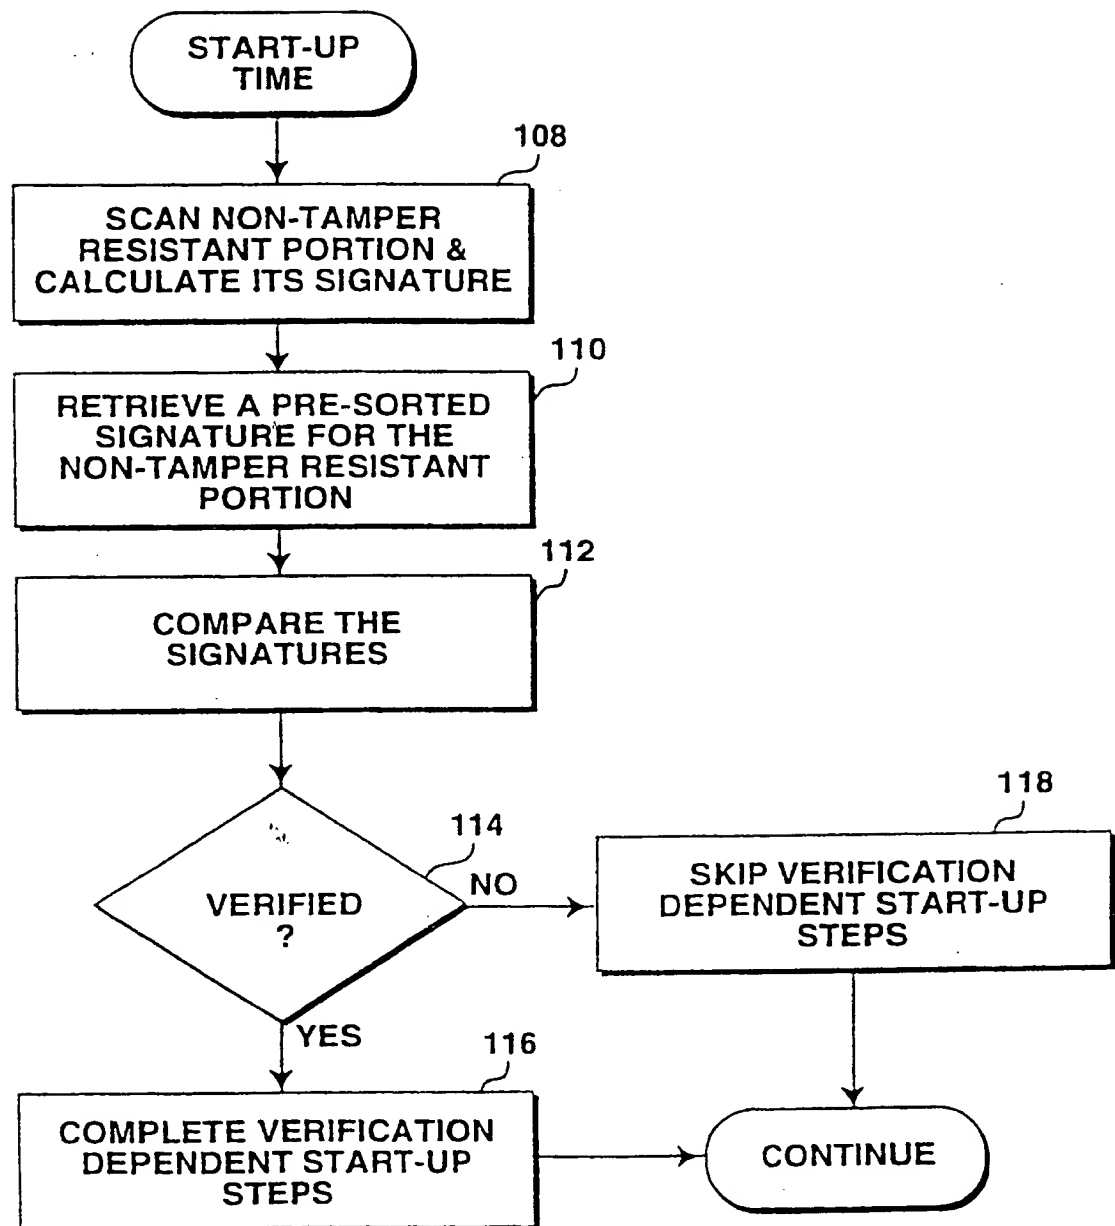 START-UP
TIME
108
SCAN NON-TAMPER
RESISTANT PORTION &
CALCULATE ITS SIGNATURE
110
RETRIEVE A PRE-SORTED
SIGNATURE FOR THE
NON-TAMPER RESISTANT
PORTION
112
COMPARE THE
SIGNATURES
114
VERIFIED
?
NO
118
SKIP VERIFICATION
DEPENDENT START-UP
STEPS
YES
116
COMPLETE VERIFICATION
DEPENDENT START-UP
STEPS
CONTINUE